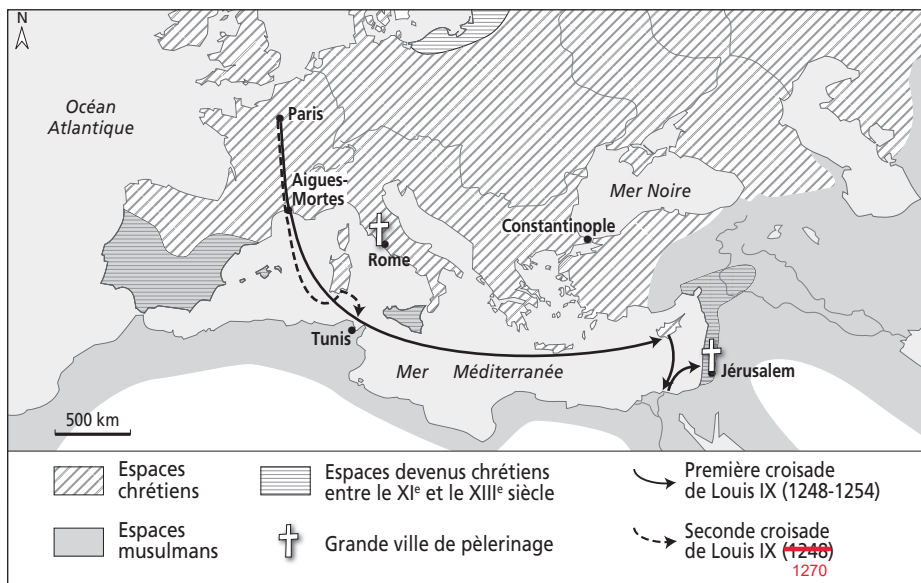 N
Océan
Atlantique
Paris
Aigues-
Mortes
Mer Noire
Constantinople
Rome
Tunis
Mer Méditerranée
Jérusalem
500 km
Espaces
chrétiens
Espaces devenus chrétiens
entre le XIe et le XIIIe siècle
Première croisade
de Louis IX (1248-1254)
Espaces
musulmans
Grande ville de pèlerinage
Seconde croisade
de Louis IX (1248)
1270